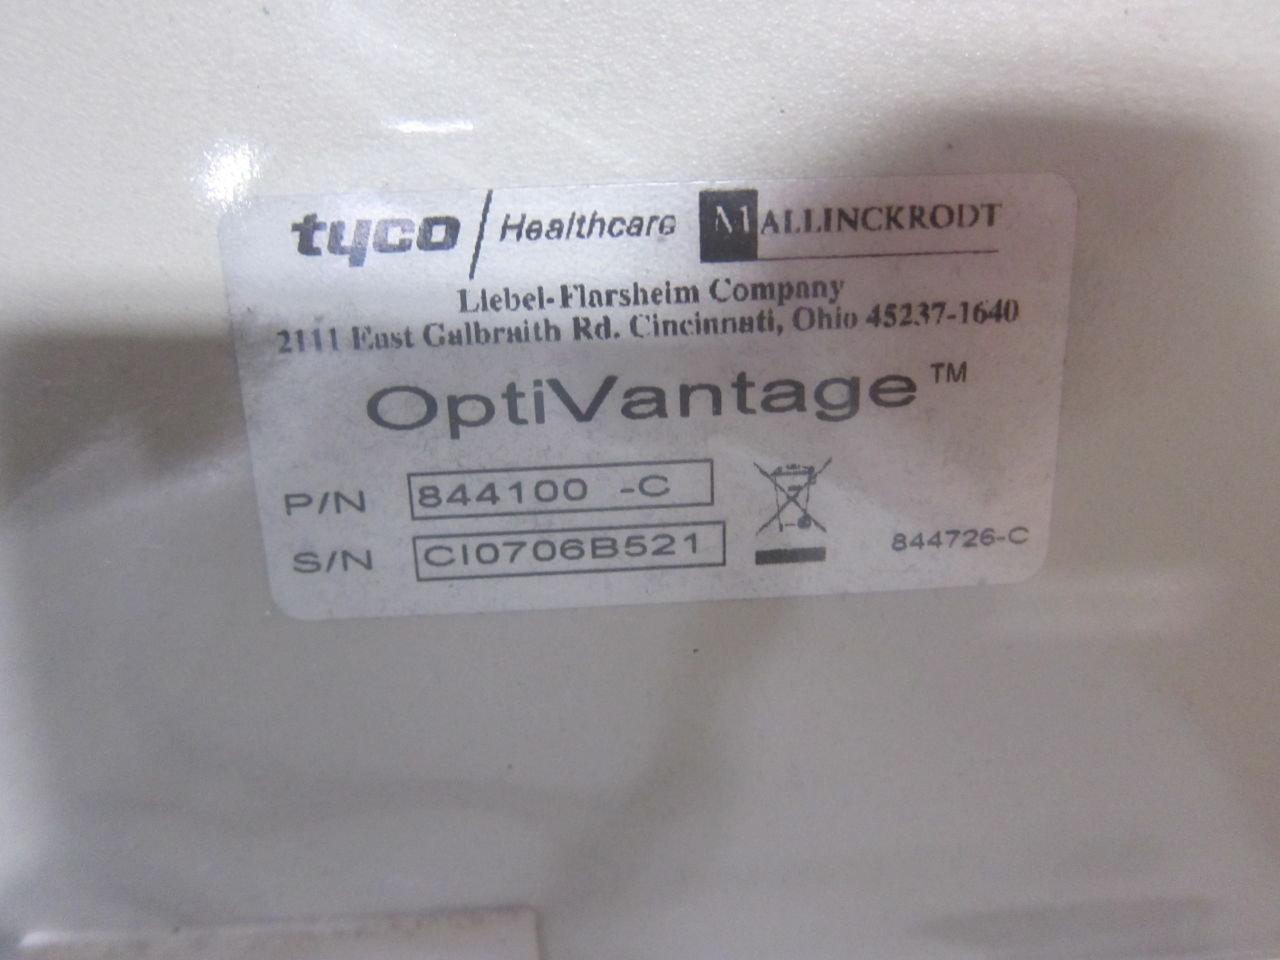 tyco / Healthcare MALLINCKRODT
Liebel-Flarsheim Company
2111 East Galbraith Rd. Cincinnati, Ohio 45237-1640
OptiVantage™
P/N 844100 -C
S/N CI0706B521
844726-C